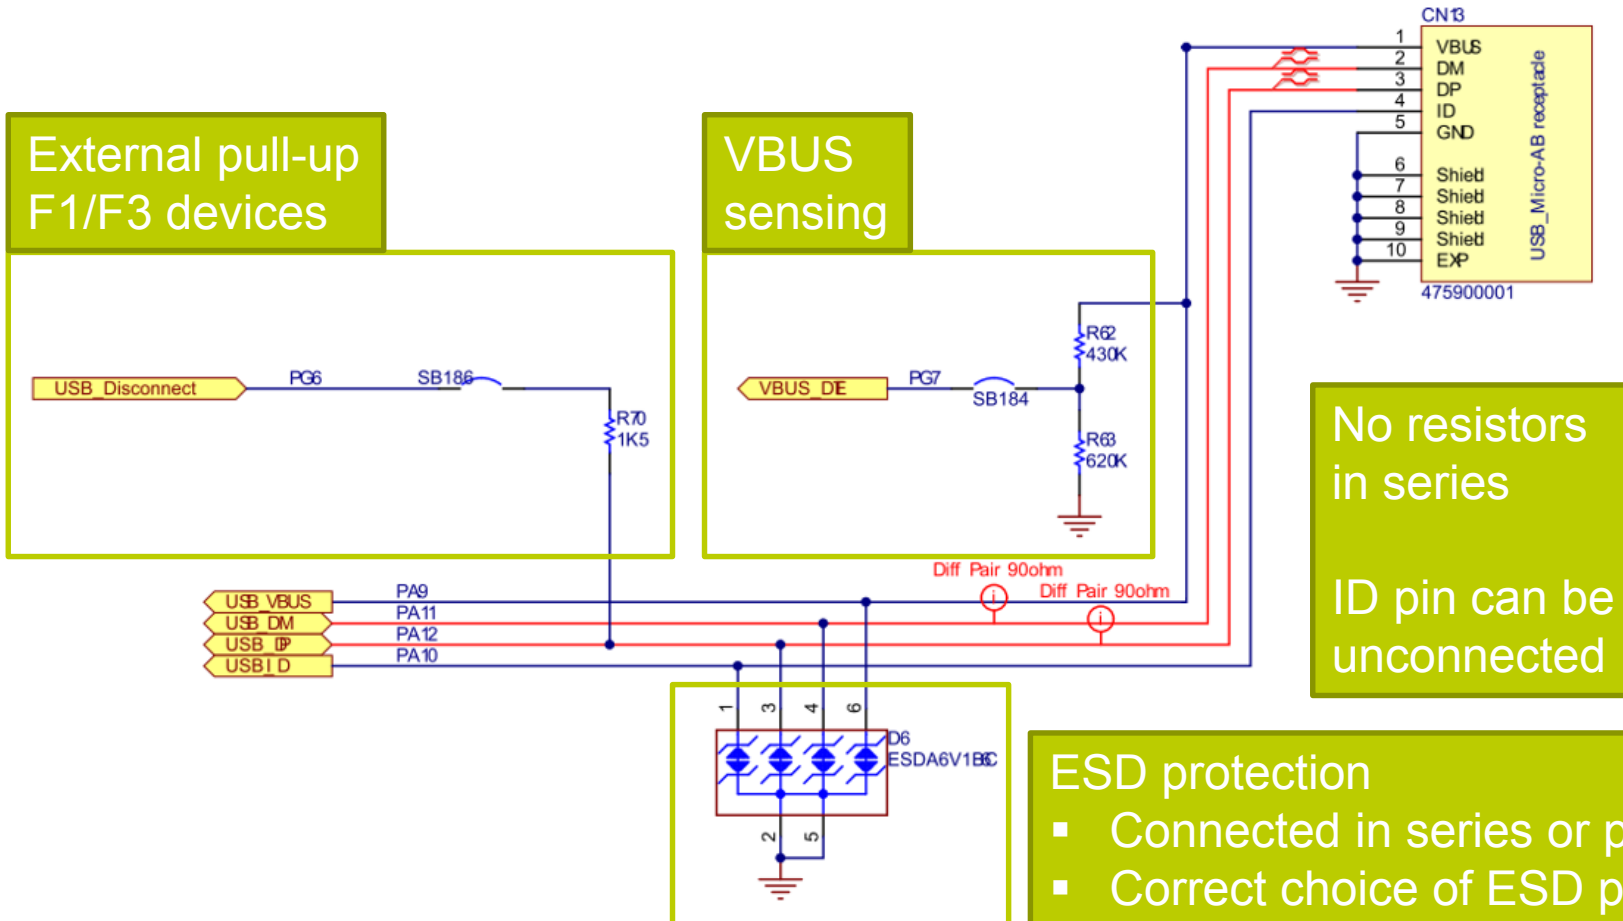 CN13
1 VBUS
2 DM
3 DP
4 ID
5 GND
6 Shield
7 Shield
8 Shield
9 Shield
10 EXP
USB_Micro-AB receptacle
475900001
External pull-up
F1/F3 devices
VBUS
sensing
USB_Disconnect
PG6
SB186
R70
1K5
VBUS_DTE
PG7
SB184
R62
430K
R63
620K
No resistors
in series
ID pin can be
unconnected
Diff Pair 90ohm
Diff Pair 90ohm
USB_VBUS PA9
USB_DM PA11
USB_DP PA12
USBID PA10
1 3 4 6
D6
ESDA6V1BC6
2 5
ESD protection
▪ Connected in series or p
▪ Correct choice of ESD p